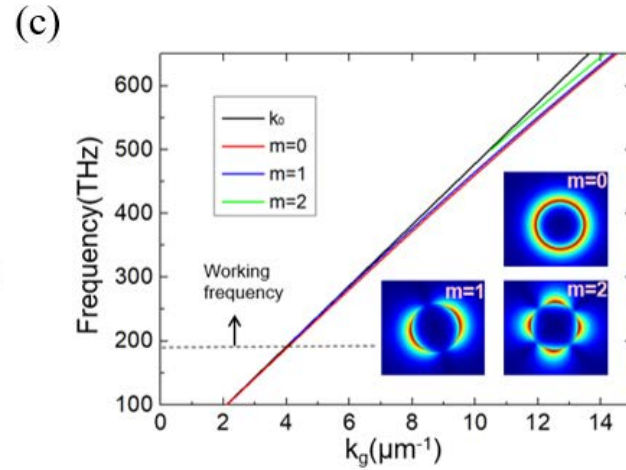 (c)
600
500
400
300
200
100
Frequency(THz)
k₀
m=0
m=1
m=2
Working
frequency
m=0
m=1
m=2
0
2
4
6
8
10
12
14
kg(μm⁻¹)